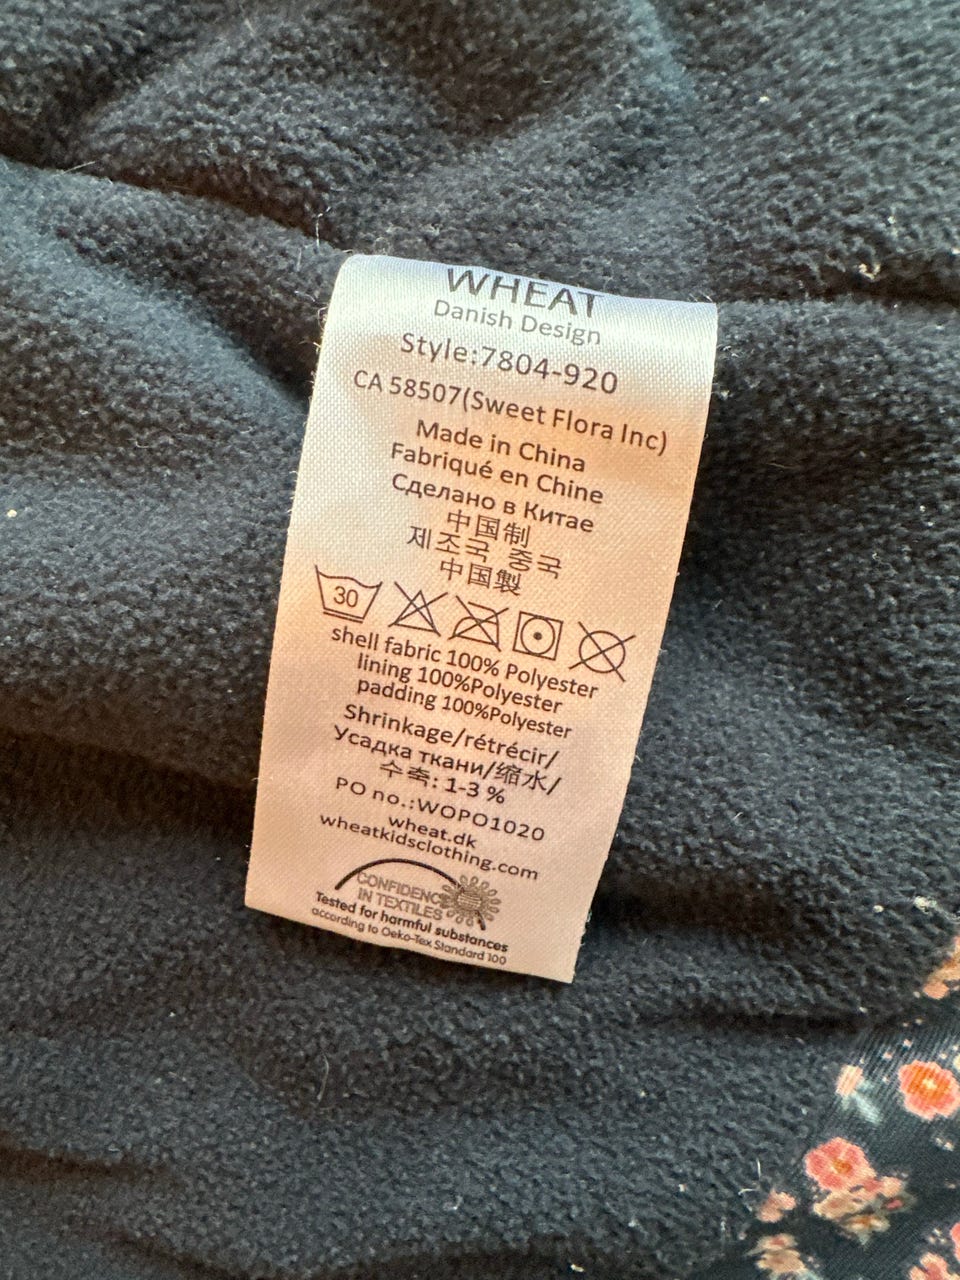 WHEAT
Danish Design
Style:7804-920
CA 58507(Sweet Flora Inc)
Made in China
Fabriqué en Chine
Сделано в Китае
中国制
제조국 중국
中国製
30
shell fabric 100% Polyester
lining 100%Polyester
padding 100%Polyester
Shrinkage/rétrécir/
Усадка ткани/缩水/
수축: 1-3 %
PO no.:WOPO1020
wheat.dk
wheatkidsclothing.com
CONFIDENCE
IN TEXTILES
Tested for harmful substances
according to Oeko-Tex Standard 100